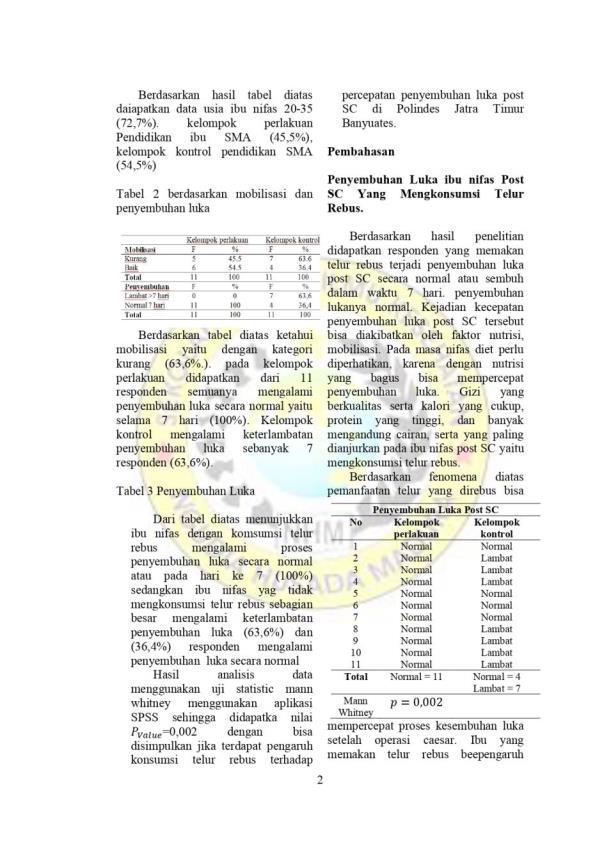 Berdasarkan hasil tabel diatas
daiapatkan data usia ibu nifas 20-35
(72,7%). kelompok perlakuan
Pendidikan ibu SMA (45,5%),
kelompok kontrol pendidikan SMA
(54,5%)
Tabel 2 berdasarkan mobilisasi dan
penyembuhan luka
Kelompok perlakuan Kelompok kontrol
Mobilisasi F % F %
Kurang 5 45.5 7 63.6
Baik 6 54.5 4 36.4
Total 11 100 11 100
Penyembuhan F % F %
Lambat >7 hari 0 0 7 63,6
Normal 7 hari 11 100 4 36,4
Total 11 100 11 100
Berdasarkan tabel diatas ketahui
mobilisasi yaitu dengan kategori
kurang (63,6%.). pada kelompok
perlakuan didapatkan dari 11
responden semuanya mengalami
penyembuhan luka secara normal yaitu
selama 7 hari (100%). Kelompok
kontrol mengalami keterlambatan
penyembuhan luka sebanyak 7
responden (63,6%).
Tabel 3 Penyembuhan Luka
Dari tabel diatas menunjukkan
ibu nifas dengan komsumsi telur
rebus mengalami proses
penyembuhan luka secara normal
atau pada hari ke 7 (100%)
sedangkan ibu nifas yag tidak
mengkonsumsi telur rebus sebagian
besar mengalami keterlambatan
penyembuhan luka (63,6%) dan
(36,4%) responden mengalami
penyembuhan luka secara normal
Hasil analisis data
menggunakan uji statistic mann
whitney menggunakan aplikasi
SPSS sehingga didapatka nilai
PValue=0,002 dengan bisa
disimpulkan jika terdapat pengaruh
konsumsi telur rebus terhadap
percepatan penyembuhan luka post
SC di Polindes Jatra Timur
Banyuates.
Pembahasan
Penyembuhan Luka ibu nifas Post
SC Yang Mengkonsumsi Telur
Rebus.
Berdasarkan hasil penelitian
didapatkan responden yang memakan
telur rebus terjadi penyembuhan luka
post SC secara normal atau sembuh
dalam waktu 7 hari. penyembuhan
lukanya normal. Kejadian kecepatan
penyembuhan luka post SC tersebut
bisa diakibatkan oleh faktor nutrisi,
mobilisasi. Pada masa nifas diet perlu
diperhatikan, karena dengan nutrisi
yang bagus bisa mempercepat
penyembuhan luka. Gizi yang
berkualitas serta kalori yang cukup,
protein yang tinggi, dan banyak
mengandung cairan, serta yang paling
dianjurkan pada ibu nifas post SC yaitu
mengkonsumsi telur rebus.
Berdasarkan fenomena diatas
pemanfaatan telur yang direbus bisa
Penyembuhan Luka Post SC
No Kelompok Kelompok
perlakuan kontrol
1 Normal Normal
2 Normal Lambat
3 Normal Lambat
4 Normal Lambat
5 Normal Normal
6 Normal Normal
7 Normal Normal
8 Normal Lambat
9 Normal Lambat
10 Normal Lambat
11 Normal Lambat
Total Normal = 11 Normal = 4
Lambat = 7
Mann p = 0,002
Whitney
mempercepat proses kesembuhan luka
setelah operasi caesar. Ibu yang
memakan telur rebus beepengaruh
2